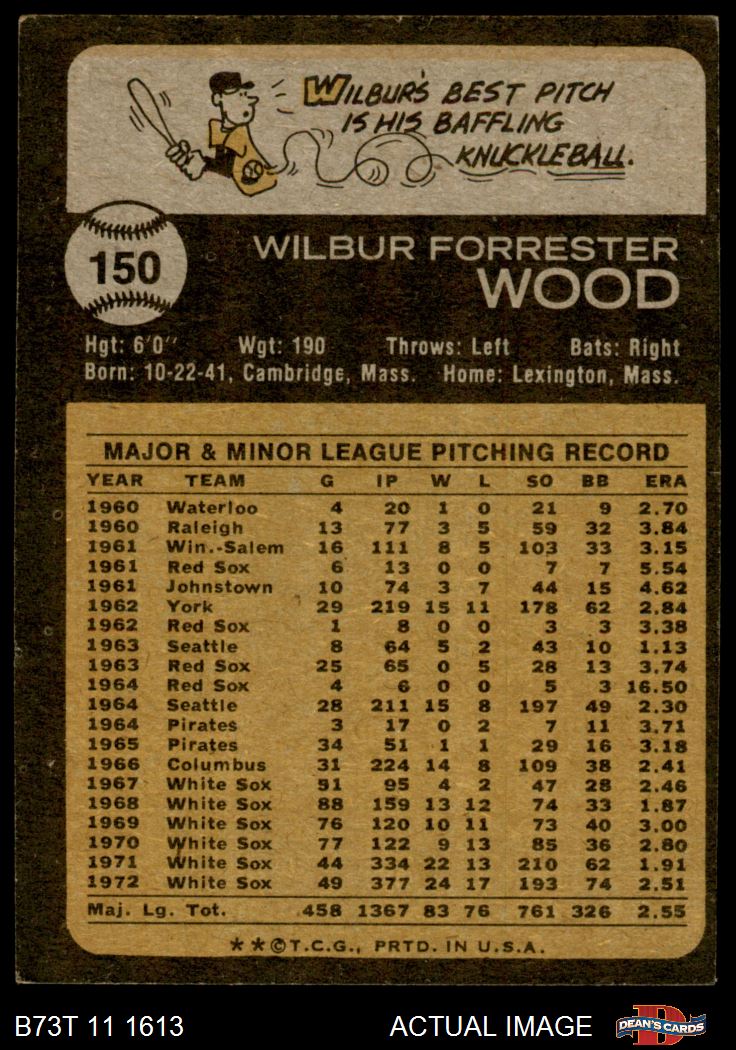 WILBUR'S BEST PITCH
IS HIS BAFFLING
KNUCKLEBALL.
150
WILBUR FORRESTER
WOOD
Hgt: 6'0" Wgt: 190 Throws: Left Bats: Right
Born: 10-22-41, Cambridge, Mass. Home: Lexington, Mass.
MAJOR & MINOR LEAGUE PITCHING RECORD
YEAR TEAM G IP W L SO BB ERA
1960 Waterloo 4 20 1 0 21 9 2.70
1960 Raleigh 13 77 3 5 59 32 3.84
1961 Win.-Salem 16 111 8 5 103 33 3.15
1961 Red Sox 6 13 0 0 7 7 5.54
1961 Johnstown 10 74 3 7 44 15 4.62
1962 York 29 219 15 11 178 62 2.84
1962 Red Sox 1 8 0 0 3 3 3.38
1963 Seattle 8 64 5 2 43 10 1.13
1963 Red Sox 25 65 0 5 28 13 3.74
1964 Red Sox 4 6 0 0 5 3 16.50
1964 Seattle 28 211 15 8 197 49 2.30
1964 Pirates 3 17 0 2 7 11 3.71
1965 Pirates 34 51 1 1 29 16 3.18
1966 Columbus 31 224 14 8 109 38 2.41
1967 White Sox 51 95 4 2 47 28 2.46
1968 White Sox 88 159 13 12 74 33 1.87
1969 White Sox 76 120 10 11 73 40 3.00
1970 White Sox 77 122 9 13 85 36 2.80
1971 White Sox 44 334 22 13 210 62 1.91
1972 White Sox 49 377 24 17 193 74 2.51
Maj. Lg. Tot. 458 1367 83 76 761 326 2.55
**©T.C.G., PRTD. IN U.S.A.
B73T 11 1613 ACTUAL IMAGE D DEAN'S CARDS